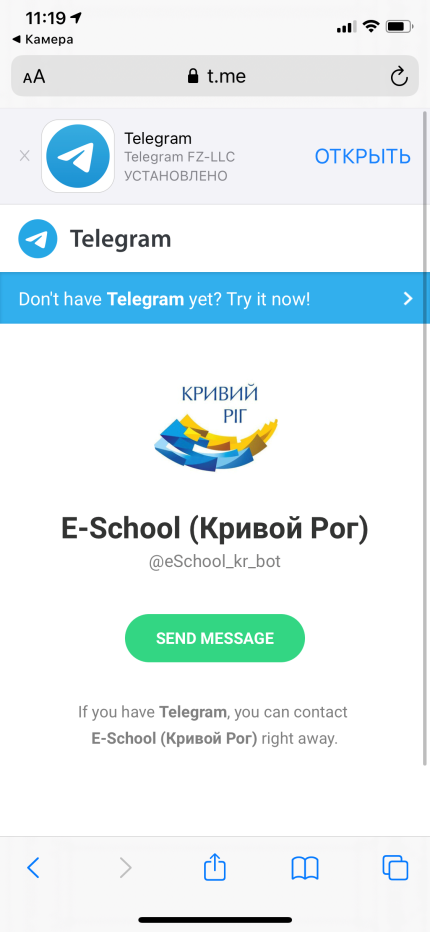 11:19
◀ Камера
AA
t.me
Telegram
Telegram FZ-LLC
УСТАНОВЛЕНО
ОТКРЫТЬ
Telegram
Don't have Telegram yet? Try it now!
КРИВИЙ
РІГ
E-School (Кривой Рог)
@eSchool_kr_bot
SEND MESSAGE
If you have Telegram, you can contact
E-School (Кривой Рог) right away.